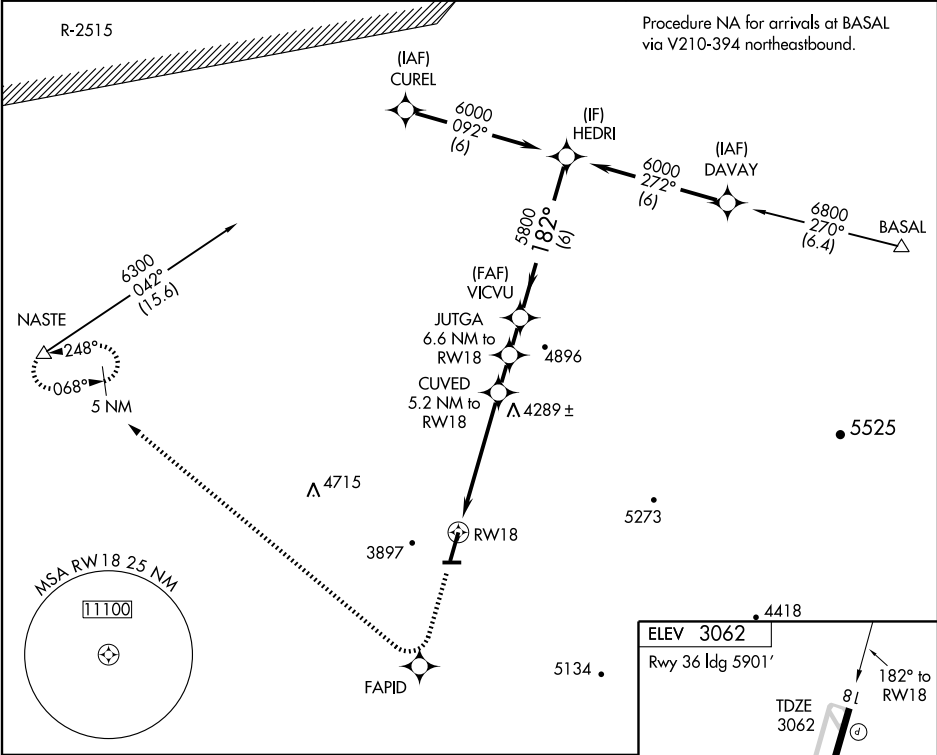 R-2515
Procedure NA for arrivals at BASAL
via V210-394 northeastbound.
(IAF)
CUREL
6000
092°
(6)
(IF)
HEDRI
(IAF)
DAVAY
6000
272°
(6)
6800
270°
(6.4)
BASAL
5800
182°
(6)
6300
042°
(15.6)
NASTE
248°
068°
5 NM
(FAF)
VICVU
JUTGA
6.6 NM to
RW18
4896
CUVED
5.2 NM to
RW18
4289 ±
5525
4715
5273
3897
RW18
MSA RW18 25 NM
11100
FAPID
5134
4418
ELEV 3062
Rwy 36 ldg 5901'
182° to
RW18
TDZE
3062
18
P